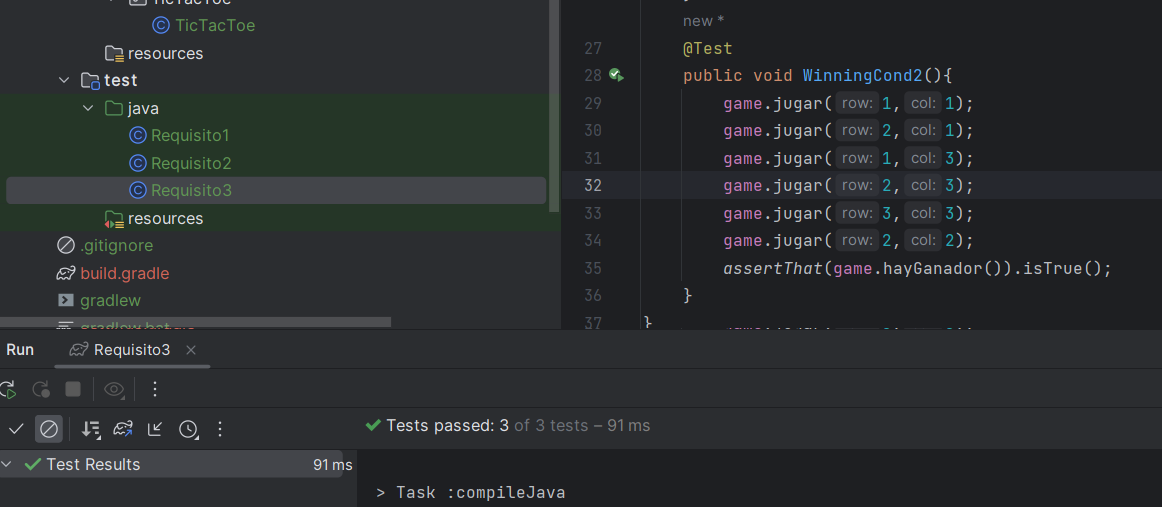 TicTacToe
TicTacToe
resources
test
java
Requisito1
Requisito2
Requisito3
resources
.gitignore
build.gradle
gradlew
gradlew.bat
new *
27 @Test
28 public void WinningCond2(){
29 game.jugar( row: 1, col: 1);
30 game.jugar( row: 2, col: 1);
31 game.jugar( row: 1, col: 3);
32 game.jugar( row: 2, col: 3);
33 game.jugar( row: 3, col: 3);
34 game.jugar( row: 2, col: 2);
35 assertThat(game.hayGanador()).isTrue();
36 }
37 }
Run Requisito3
Tests passed: 3 of 3 tests – 91 ms
Test Results 91 ms
> Task :compileJava